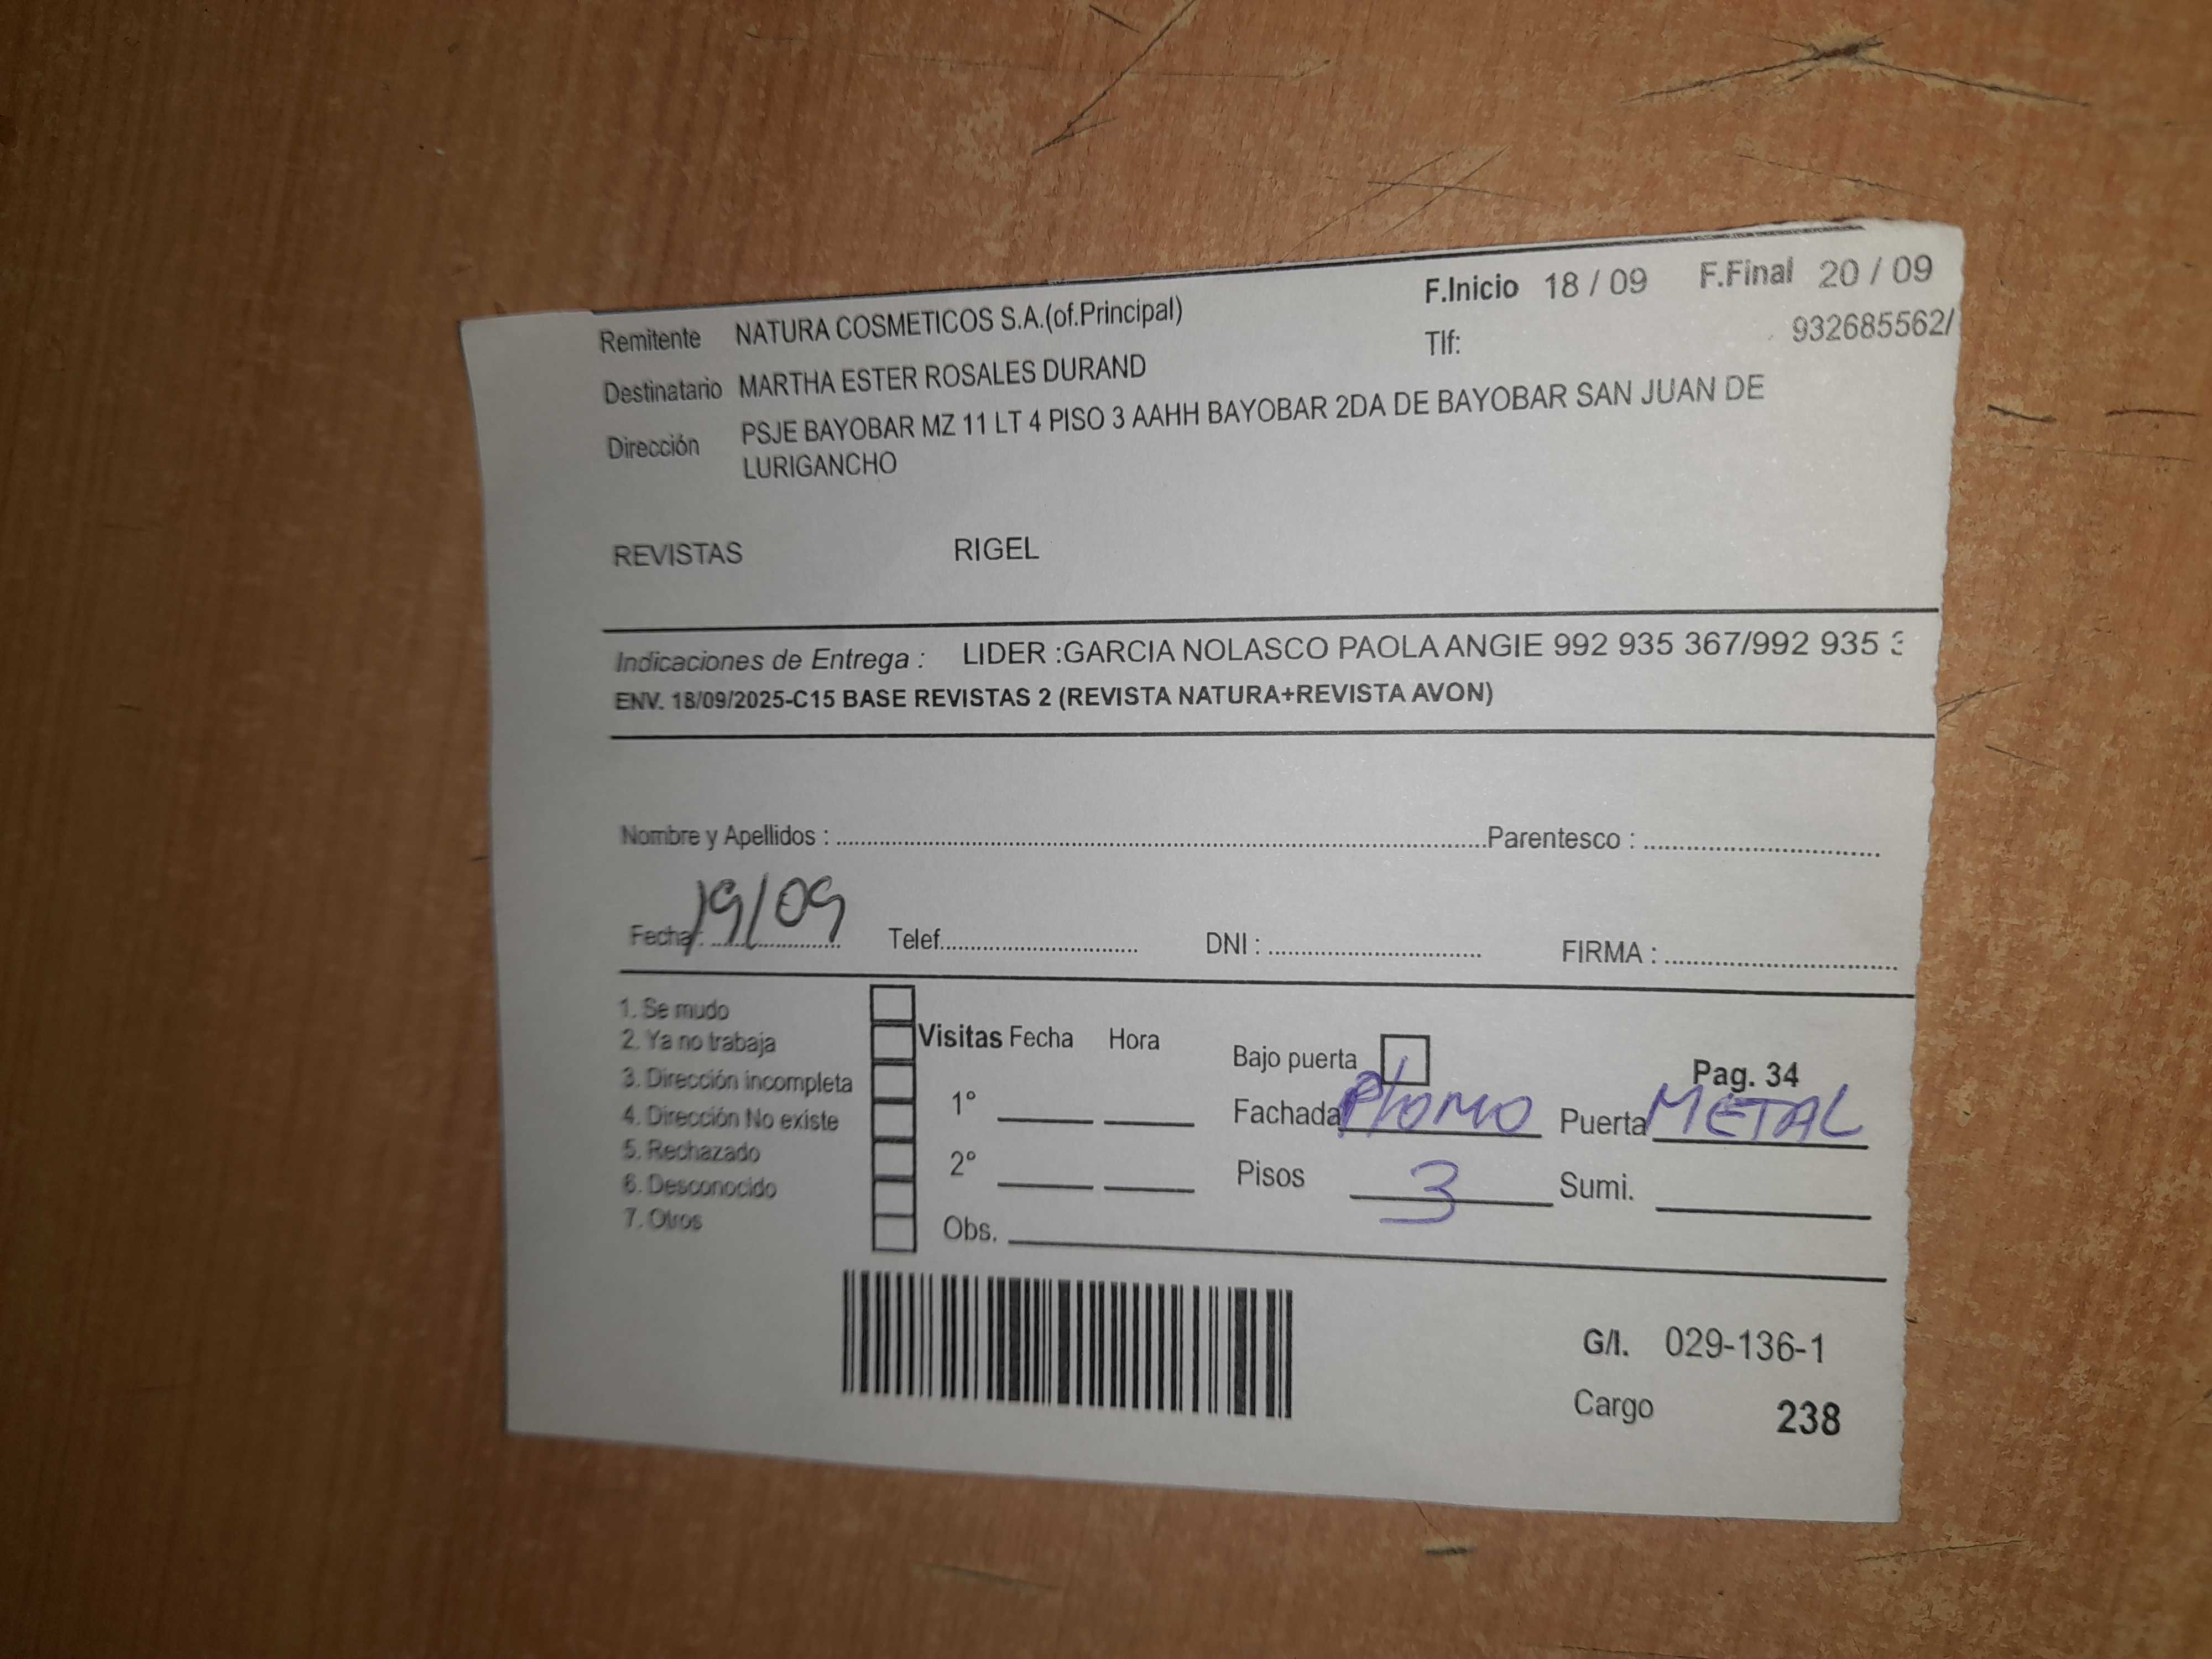 Remitente NATURA COSMETICOS S.A.(of.Principal) F.Inicio 18 / 09 F.Final 20 / 09
Tlf: 932685562/
Destinatario MARTHA ESTER ROSALES DURAND
Dirección PSJE BAYOBAR MZ 11 LT 4 PISO 3 AAHH BAYOBAR 2DA DE BAYOBAR SAN JUAN DE
LURIGANCHO
REVISTAS RIGEL
Indicaciones de Entrega : LIDER :GARCIA NOLASCO PAOLA ANGIE 992 935 367/992 935 3
ENV. 18/09/2025-C15 BASE REVISTAS 2 (REVISTA NATURA+REVISTA AVON)
Nombre y Apellidos : Parentesco :
Fecha : 19/09 Telef. DNI : FIRMA :
1. Se mudo
2. Ya no trabaja
3. Dirección incompleta
4. Dirección No existe
5. Rechazado
6. Desconocido
7. Otros
Visitas Fecha Hora
1°
2°
Obs.
Bajo puerta Pag. 34
Fachada Plomo Puerta METAL
Pisos 3 Sumi.
G/I. 029-136-1
Cargo 238